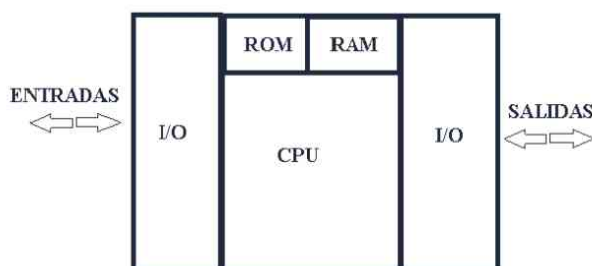 ROM RAM
ENTRADAS
I/O
CPU
I/O
SALIDAS